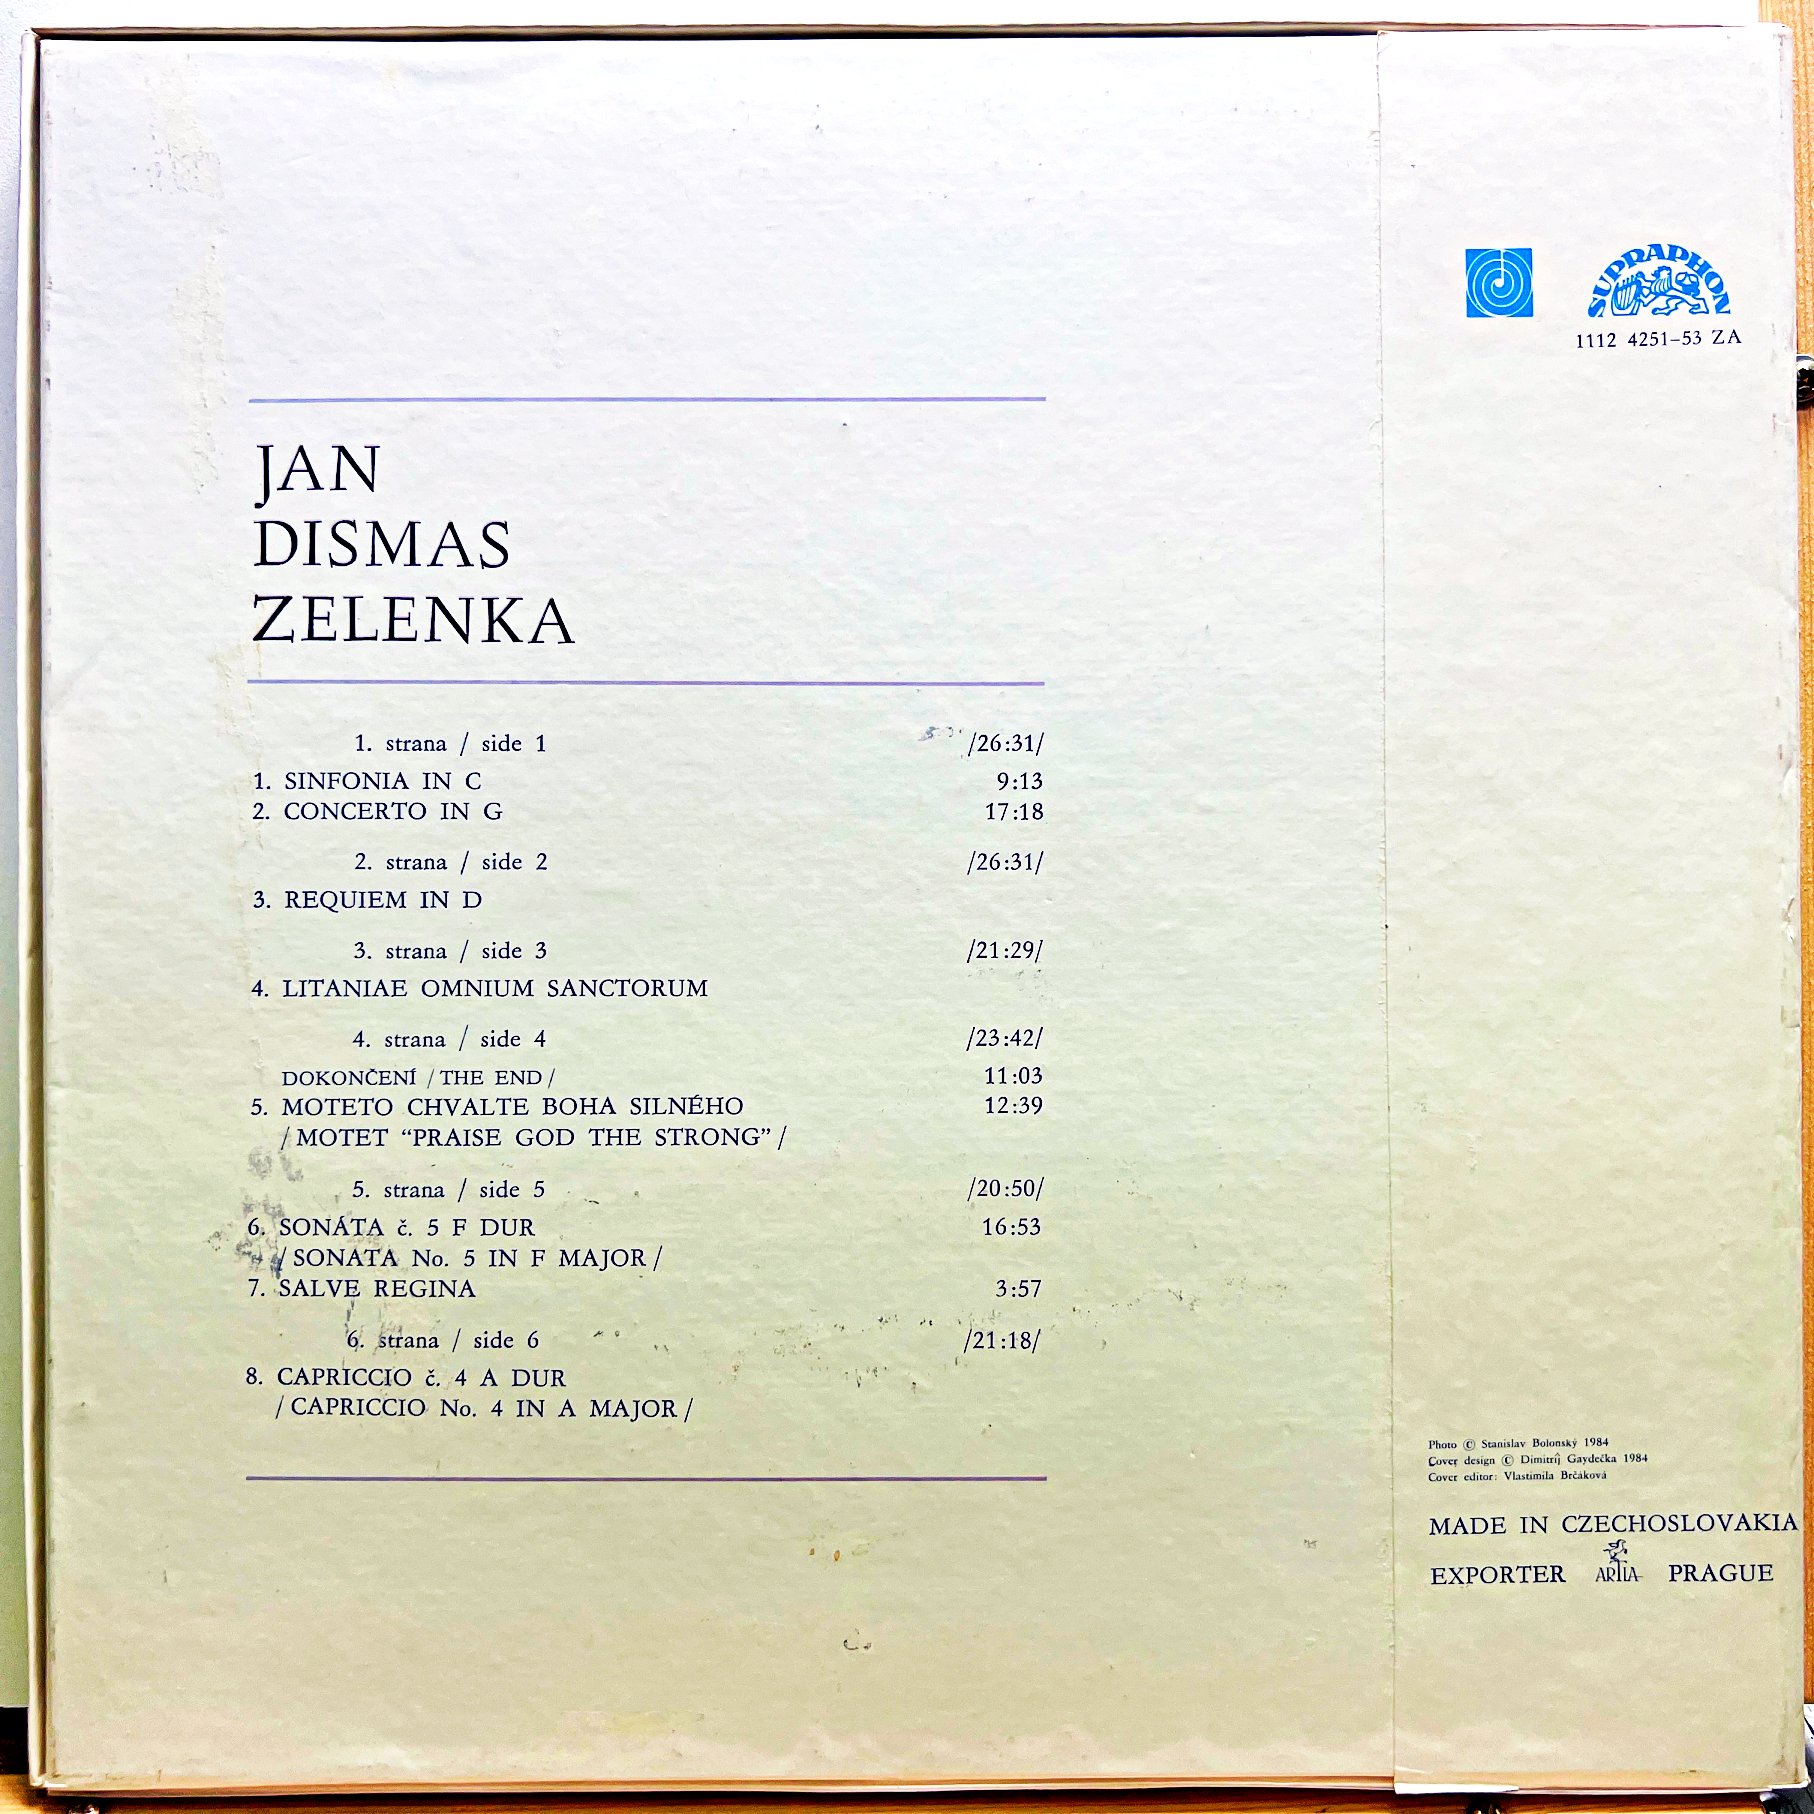 SUPRAPHON
1112 4251-53 ZA
JAN
DISMAS
ZELENKA
1. strana / side 1 /26:31/
1. SINFONIA IN C 9:13
2. CONCERTO IN G 17:18
2. strana / side 2 /26:31/
3. REQUIEM IN D
3. strana / side 3 /21:29/
4. LITANIAE OMNIUM SANCTORUM
4. strana / side 4 /23:42/
DOKONČENÍ /THE END/ 11:03
5. MOTETO CHVALTE BOHA SILNÉHO 12:39
/MOTET “PRAISE GOD THE STRONG”/
5. strana / side 5 /20:50/
6. SONÁTA č. 5 F DUR 16:53
/SONATA No. 5 IN F MAJOR/
7. SALVE REGINA 3:57
6. strana / side 6 /21:18/
8. CAPRICCIO č. 4 A DUR
/CAPRICCIO No. 4 IN A MAJOR/
Photo © Stanislav Bolonský 1984
Cover design © Dimitrij Gaydečka 1984
Cover editor: Vlastimila Brčáková
MADE IN CZECHOSLOVAKIA
EXPORTER ARTIA PRAGUE